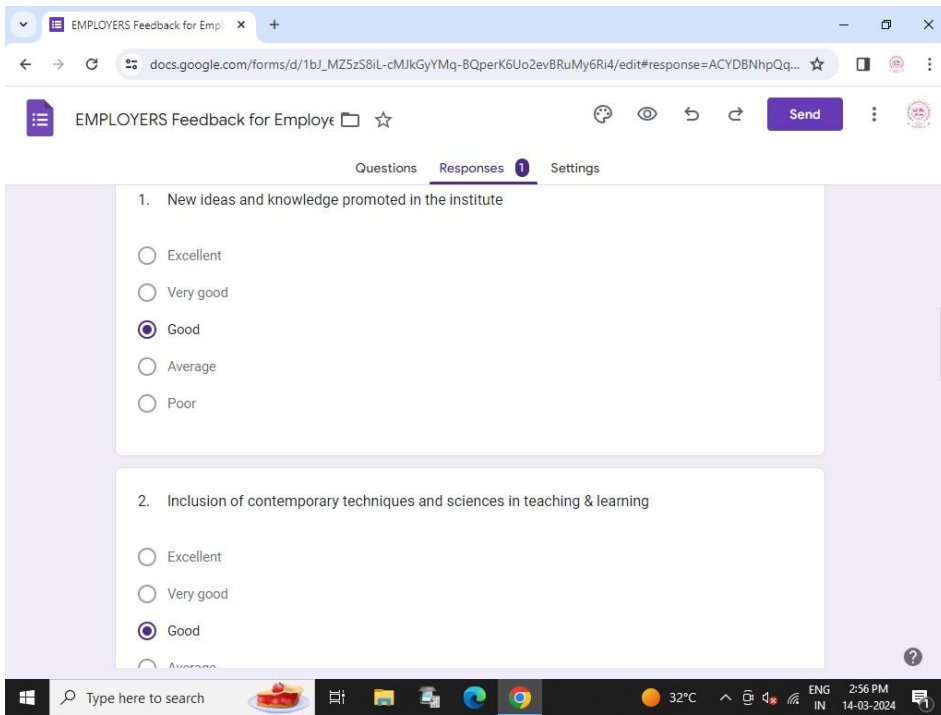 EMPLOYERS Feedback for Empl
docs.google.com/forms/d/1bJ_MZ5zS8iL-cMJkGyYMq-BQperK6Uo2evBRuMy6Ri4/edit#response=ACYDBNhpQq...
EMPLOYERS Feedback for Employe
Send
Questions Responses 1 Settings
1. New ideas and knowledge promoted in the institute
Excellent
Very good
Good
Average
Poor
2. Inclusion of contemporary techniques and sciences in teaching & learning
Excellent
Very good
Good
Average
Type here to search
32°C
ENG
IN
2:56 PM
14-03-2024
1